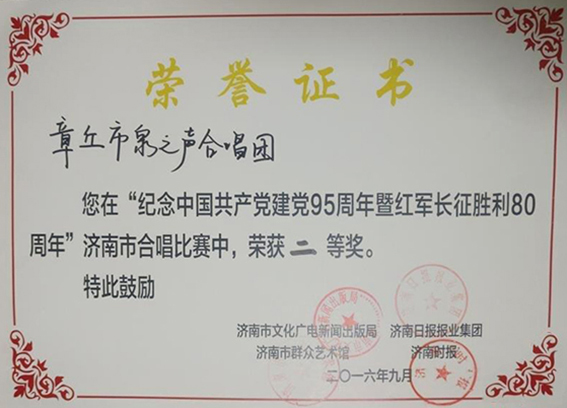 荣誉证书
章丘市泉之声合唱团
您在“纪念中国共产党建党95周年暨红军长征胜利80
周年”济南市合唱比赛中，荣获二等奖。
特此鼓励
济南市文化广电新闻出版局 济南日报报业集团
济南市群众艺术馆 济南时报
二〇一六年九月